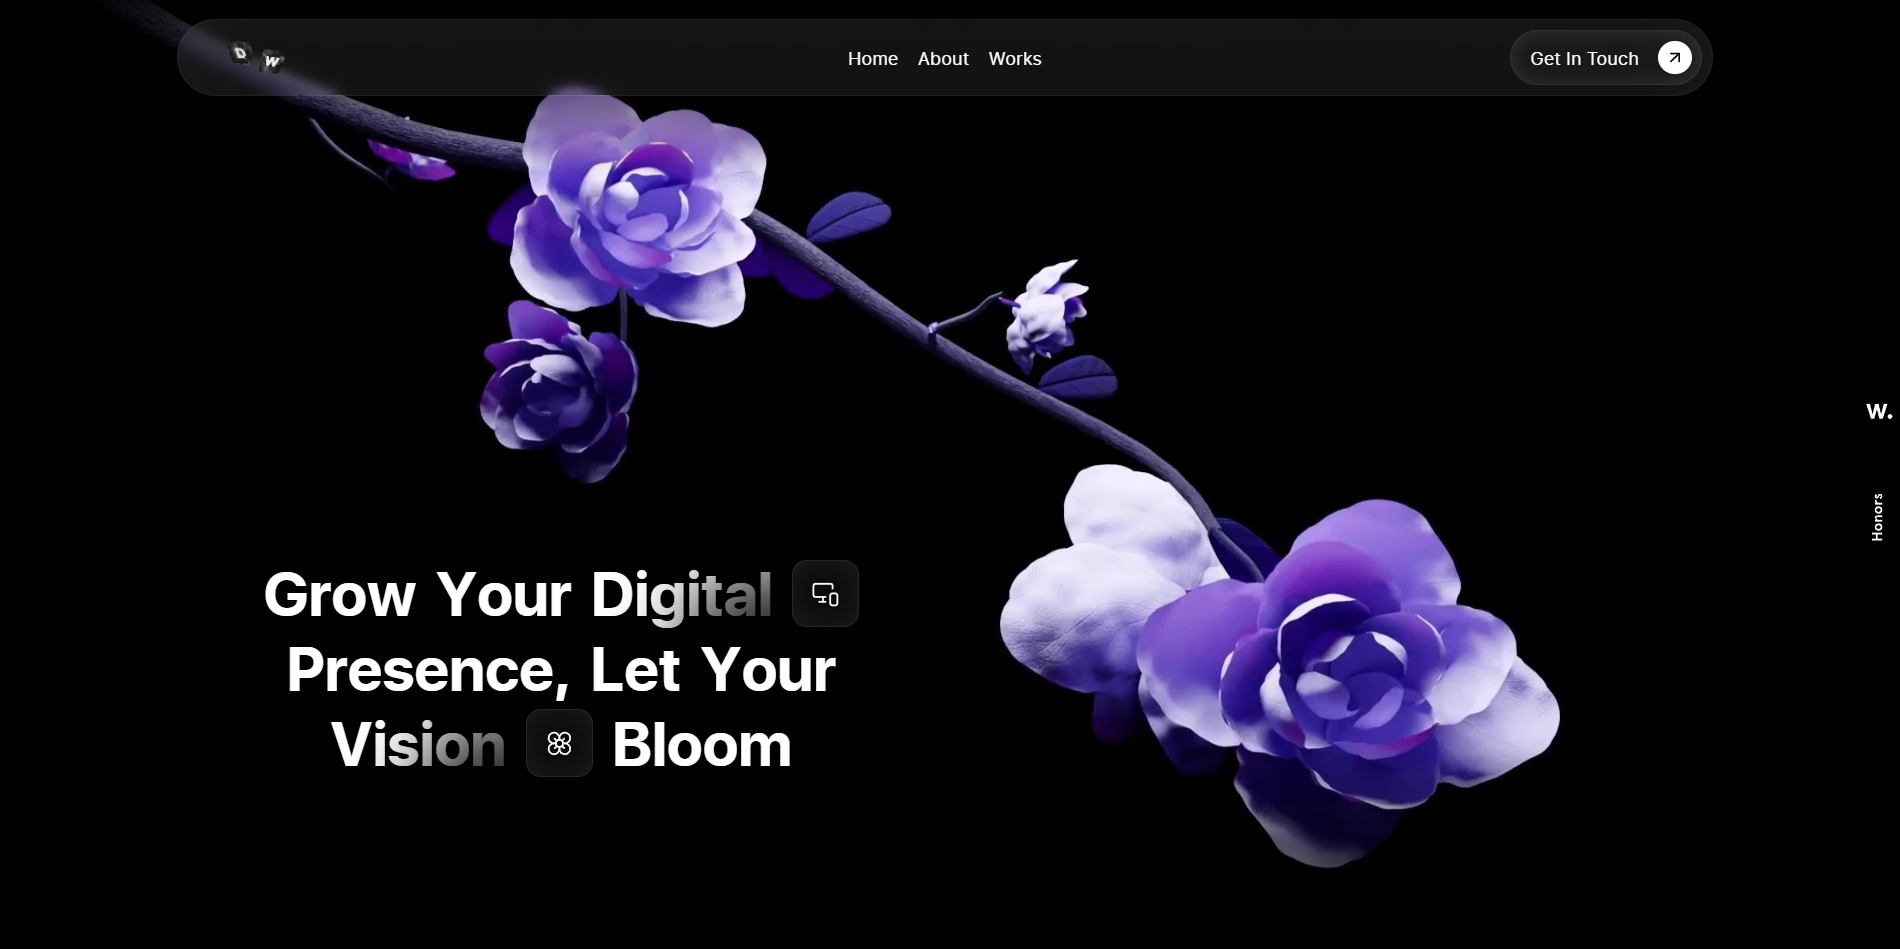 D W
Home About Works
Get In Touch
W.
Honors
Grow Your Digital
Presence, Let Your
Vision Bloom